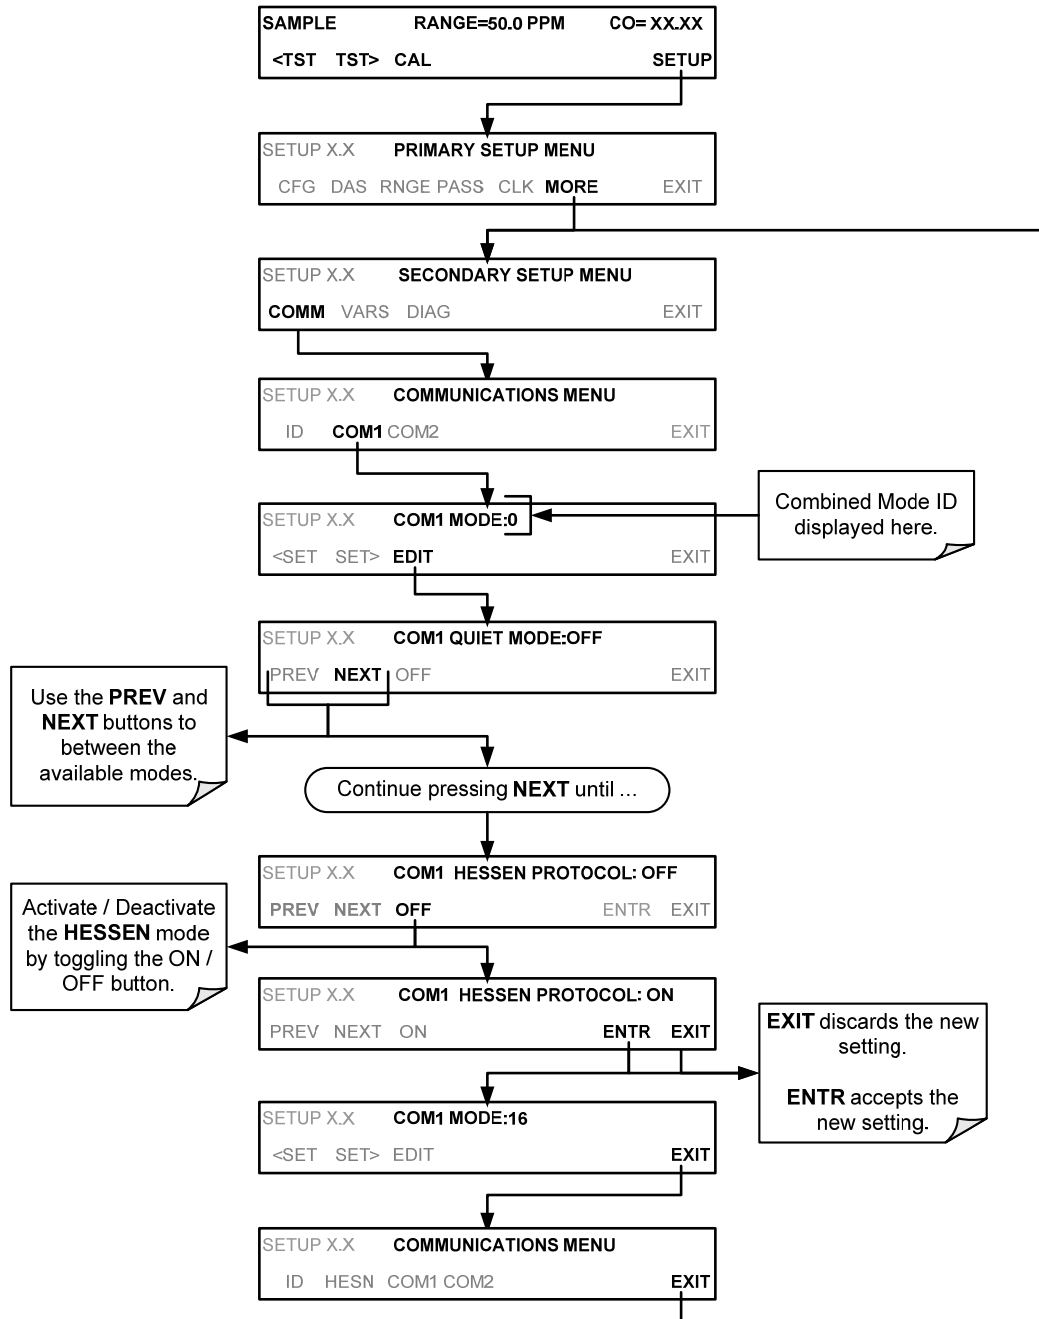 SAMPLE RANGE=50.0 PPM CO= XX.XX
<TST TST> CAL SETUP
SETUP X.X PRIMARY SETUP MENU
CFG DAS RNGE PASS CLK MORE EXIT
SETUP X.X SECONDARY SETUP MENU
COMM VARS DIAG EXIT
SETUP X.X COMMUNICATIONS MENU
ID COM1 COM2 EXIT
SETUP X.X COM1 MODE:0
<SET SET> EDIT EXIT
Combined Mode ID
displayed here.
SETUP X.X COM1 QUIET MODE:OFF
PREV NEXT OFF EXIT
Use the PREV and
NEXT buttons to
between the
available modes.
Continue pressing NEXT until ...
SETUP X.X COM1 HESSEN PROTOCOL: OFF
PREV NEXT OFF ENTR EXIT
Activate / Deactivate
the HESSEN mode
by toggling the ON /
OFF button.
SETUP X.X COM1 HESSEN PROTOCOL: ON
PREV NEXT ON ENTR EXIT
EXIT discards the new
setting.
ENTR accepts the
new setting.
SETUP X.X COM1 MODE:16
<SET SET> EDIT EXIT
SETUP X.X COMMUNICATIONS MENU
ID HESN COM1 COM2 EXIT